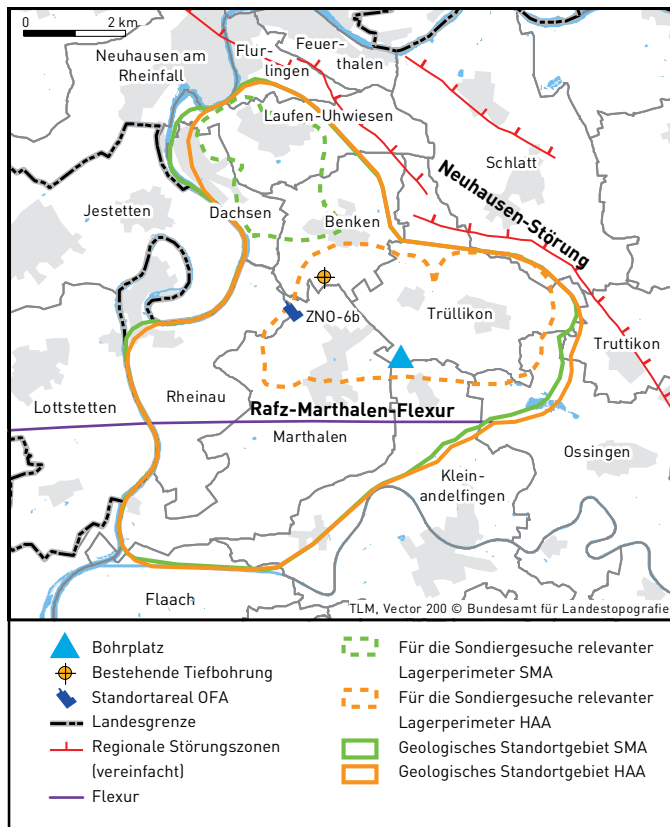 0 2 km
Neuhausen am
Rheinfall
Flur-
lingen
Feuer-
thalen
Laufen-Uhwiesen
Schlatt
Neuhausen-Störung
Jestetten
Dachsen
Benken
ZNO-6b
Trüllikon
Truttikon
Lottstetten
Rheinau
Rafz-Marthalen-Flexur
Marthalen
Ossingen
Klein-
andelfingen
Flaach
TLM, Vector 200 © Bundesamt für Landestopografie
Bohrplatz
Bestehende Tiefbohrung
Standortareal OFA
Landesgrenze
Regionale Störungszonen
(vereinfacht)
Flexur
Für die Sondiergesuche relevanter
Lagerperimeter SMA
Für die Sondiergesuche relevanter
Lagerperimeter HAA
Geologisches Standortgebiet SMA
Geologisches Standortgebiet HAA